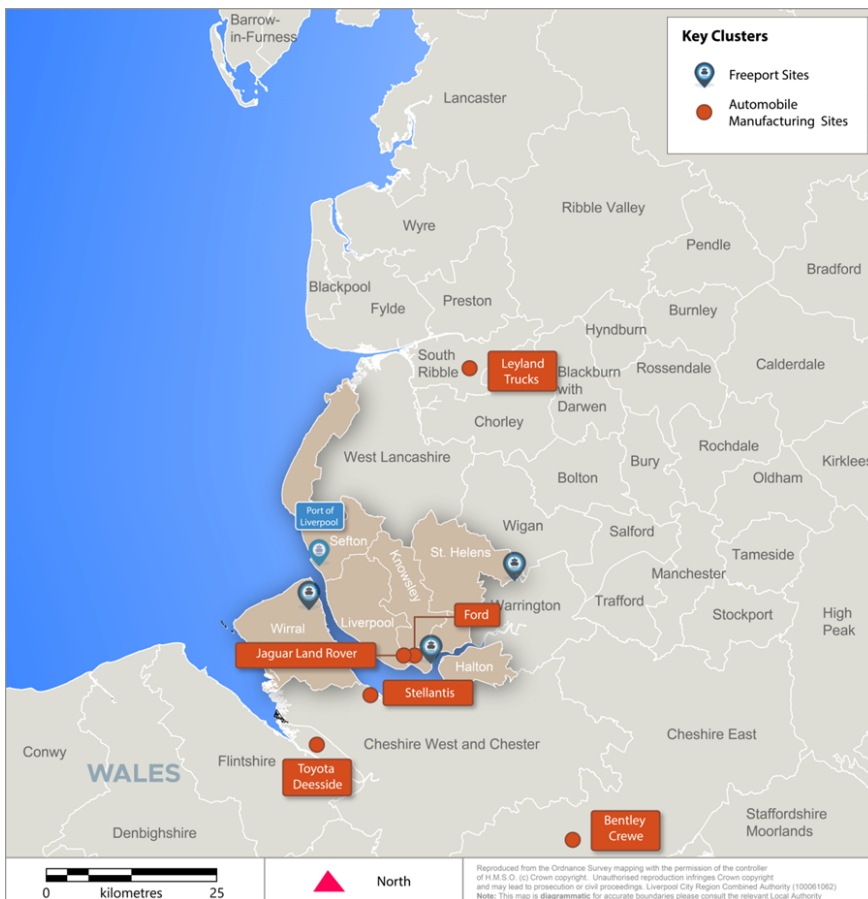 Barrow-
in-Furness
Key Clusters
Freeport Sites
Automobile
Manufacturing Sites
Lancaster
Ribble Valley
Wyre
Pendle
Bradford
Blackpool
Fylde
Preston
Burnley
Hyndburn
South
Ribble
Leyland
Trucks
Blackburn
with
Darwen
Rossendale
Calderdale
Chorley
West Lancashire
Rochdale
Bury
Kirklees
Bolton
Oldham
Port of
Liverpool
Sefton
Wigan
Salford
St. Helens
Knowsley
Tameside
Manchester
Trafford
Warrington
Stockport
High
Peak
Wirral
Liverpool
Ford
Jaguar Land Rover
Halton
Stellantis
Cheshire East
Cheshire West and Chester
Conwy
WALES
Flintshire
Toyota
Deesside
Denbighshire
Bentley
Crewe
Staffordshire
Moorlands
0 kilometres 25
North
Reproduced from the Ordnance Survey mapping with the permission of the controller
of H.M.S.O. (c) Crown copyright. Unauthorised reproduction infringes Crown copyright
and may lead to prosecution or civil proceedings. Liverpool City Region Combined Authority (100061062)
Note: This map is diagrammatic for accurate boundaries please consult the relevant Local Authority